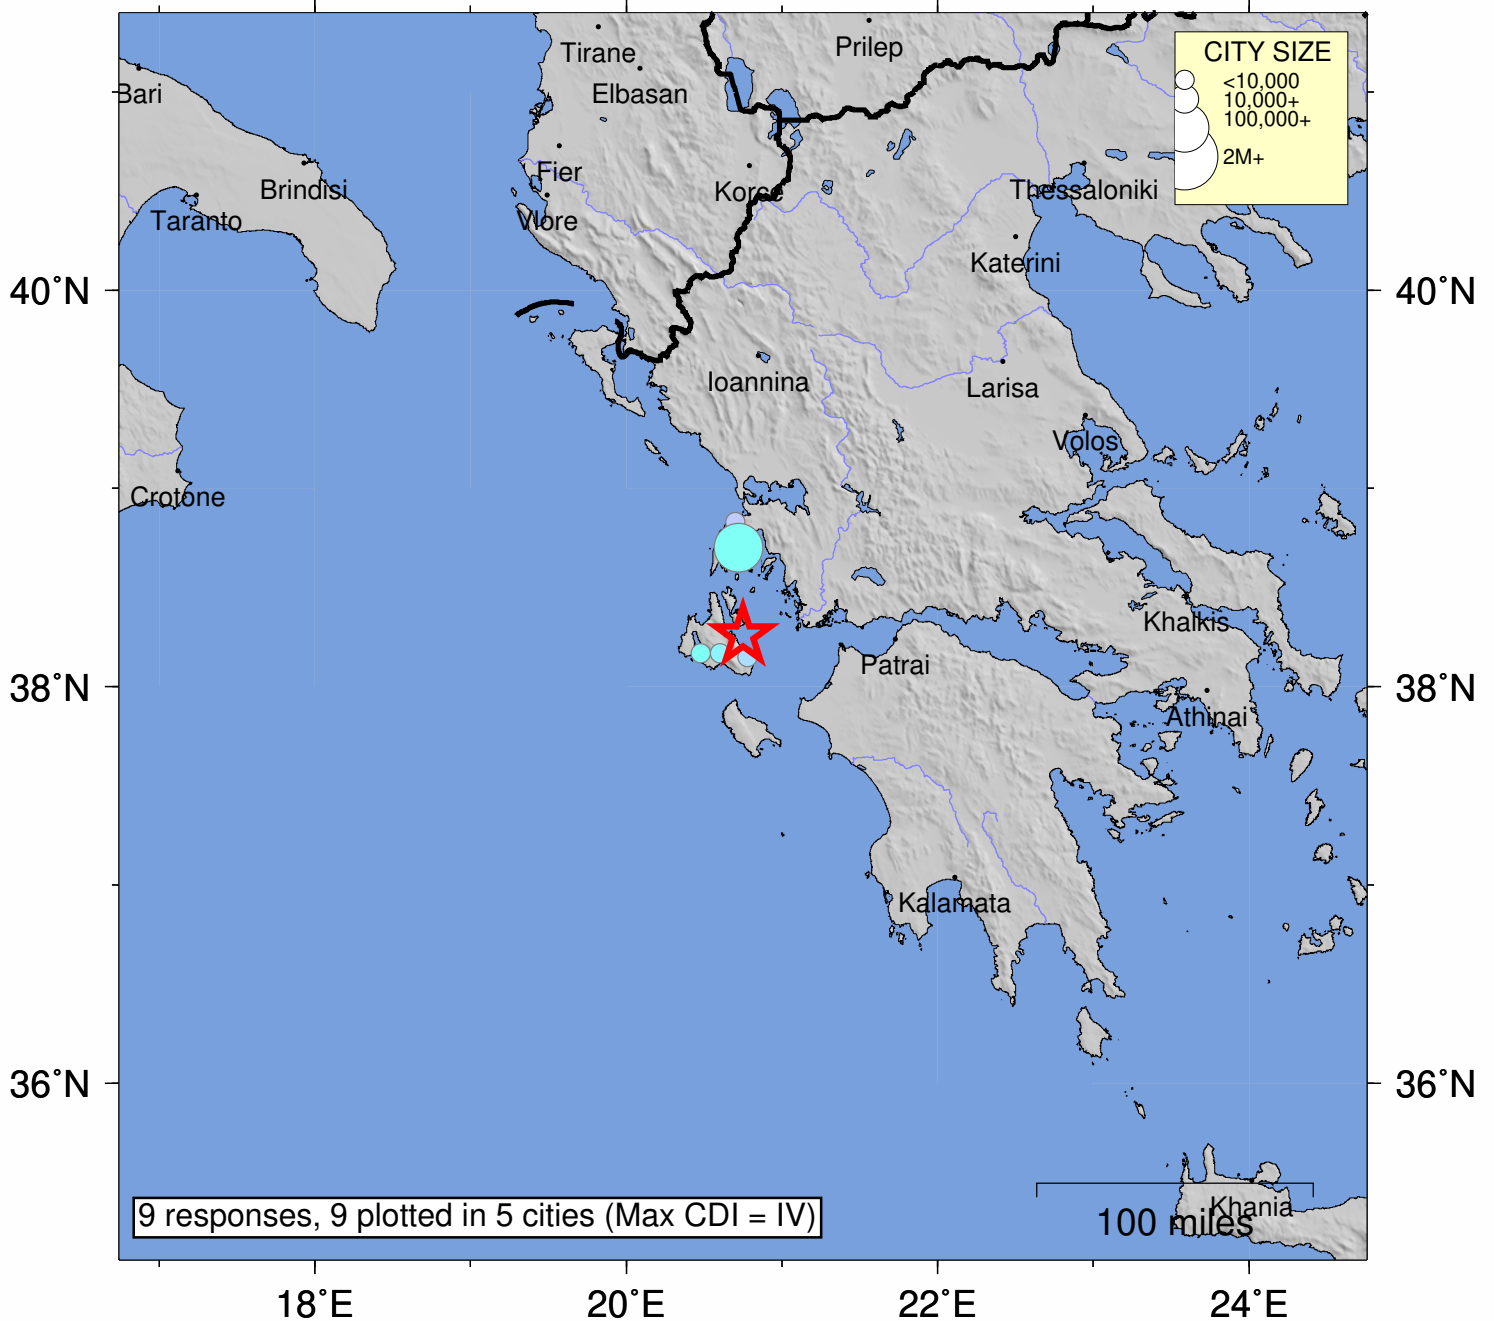 Tirane
Prilep
CITY SIZE
<10,000
10,000+
100,000+
2M+
Bari
Elbasan
Fier
Brindisi
Korce
Thessaloniki
Taranto
Vlore
Katerini
40°N
40°N
Ioannina
Larisa
Volos
Crotone
Khalkis
Patrai
38°N
38°N
Athinai
Kalamata
36°N
36°N
Khania
100 miles
9 responses, 9 plotted in 5 cities (Max CDI = IV)
18°E
20°E
22°E
24°E